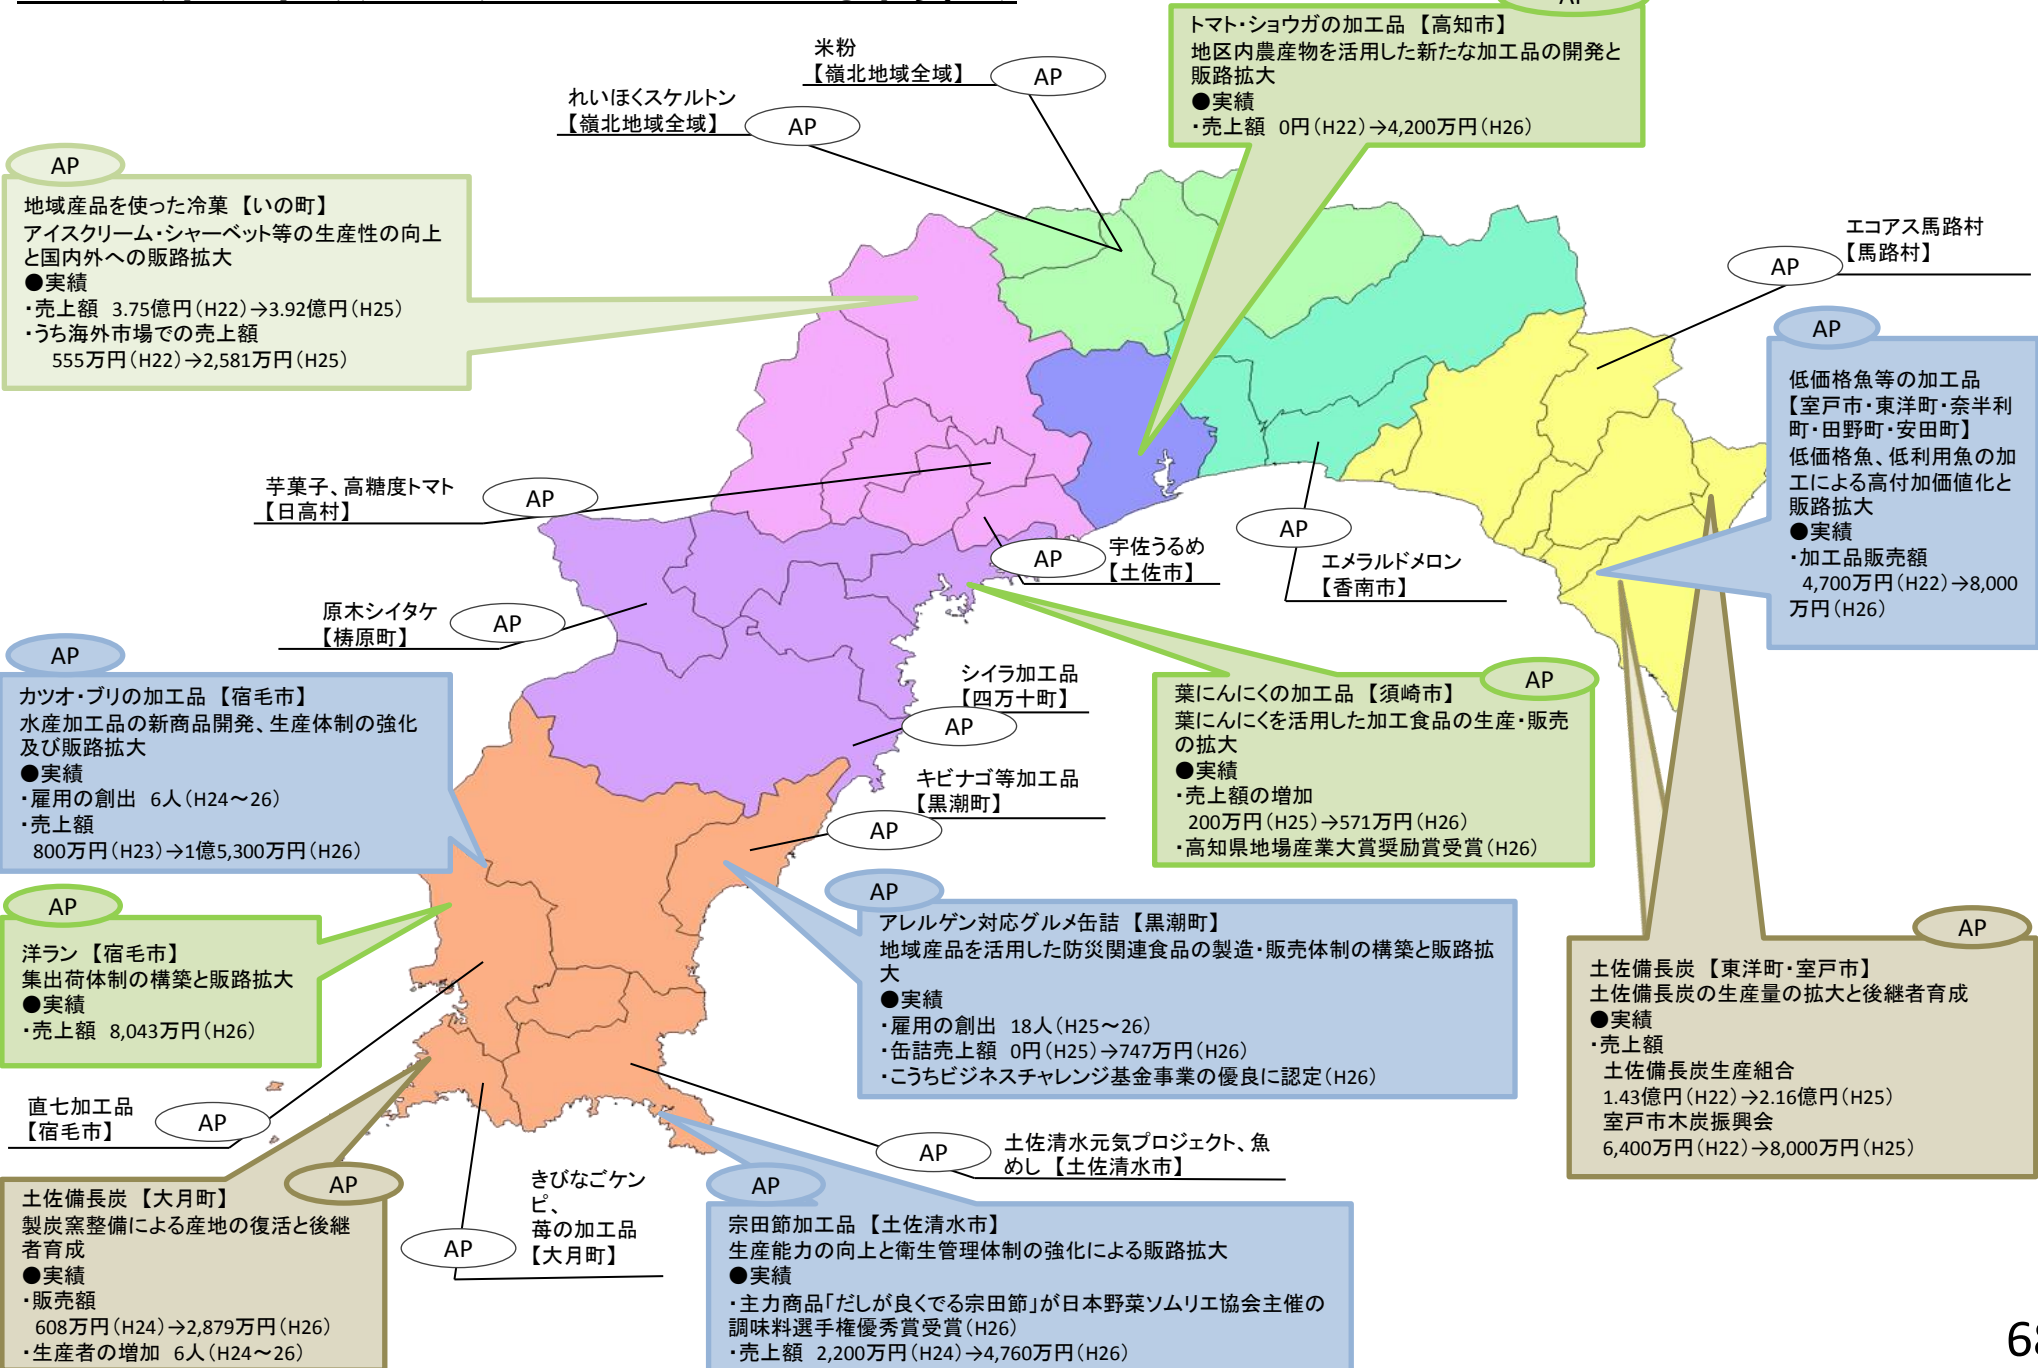 AP
トマト・ショウガの加工品 【高知市】
地区内農産物を活用した新たな加工品の開発と
販路拡大
●実績
・売上額 0円(H22)→4,200万円(H26)
米粉
【嶺北地域全域】
AP
れいほくスケルトン
【嶺北地域全域】
AP
AP
地域産品を使った冷菓 【いの町】
アイスクリーム・シャーベット等の生産性の向上
と国内外への販路拡大
●実績
・売上額 3.75億円(H22)→3.92億円(H25)
・うち海外市場での売上額
555万円(H22)→2,581万円(H25)
エコアス馬路村
【馬路村】
AP
AP
低価格魚等の加工品
【室戸市・東洋町・奈半利
町・田野町・安田町】
低価格魚、低利用魚の加
工による高付加価値化と
販路拡大
●実績
・加工品販売額
4,700万円(H22)→8,000
万円(H26)
芋菓子、高糖度トマト
【日高村】
AP
AP
宇佐うるめ
【土佐市】
AP
エメラルドメロン
【香南市】
原木シイタケ
【梼原町】
AP
AP
カツオ・ブリの加工品 【宿毛市】
水産加工品の新商品開発、生産体制の強化
及び販路拡大
●実績
・雇用の創出 6人(H24～26)
・売上額
800万円(H23)→1億5,300万円(H26)
シイラ加工品
【四万十町】
AP
キビナゴ等加工品
【黒潮町】
AP
AP
葉にんにくの加工品 【須崎市】
葉にんにくを活用した加工食品の生産・販売
の拡大
●実績
・売上額の増加
200万円(H25)→571万円(H26)
・高知県地場産業大賞奨励賞受賞(H26)
AP
洋ラン 【宿毛市】
集出荷体制の構築と販路拡大
●実績
・売上額 8,043万円(H26)
AP
アレルゲン対応グルメ缶詰 【黒潮町】
地域産品を活用した防災関連食品の製造・販売体制の構築と販路拡
大
●実績
・雇用の創出 18人(H25～26)
・缶詰売上額 0円(H25)→747万円(H26)
・こうちビジネスチャレンジ基金事業の優良に認定(H26)
AP
土佐備長炭 【東洋町・室戸市】
土佐備長炭の生産量の拡大と後継者育成
●実績
・売上額
土佐備長炭生産組合
1.43億円(H22)→2.16億円(H25)
室戸市木炭振興会
6,400万円(H22)→8,000万円(H25)
直七加工品
【宿毛市】
AP
AP
土佐清水元気プロジェクト、魚
めし 【土佐清水市】
AP
土佐備長炭 【大月町】
製炭窯整備による産地の復活と後継
者育成
●実績
・販売額
608万円(H24)→2,879万円(H26)
・生産者の増加 6人(H24～26)
きびなごケン
ピ、
苺の加工品
【大月町】
AP
AP
宗田節加工品 【土佐清水市】
生産能力の向上と衛生管理体制の強化による販路拡大
●実績
・主力商品「だしが良くでる宗田節」が日本野菜ソムリエ協会主催の
調味料選手権優秀賞受賞(H26)
・売上額 2,200万円(H24)→4,760万円(H26)
68